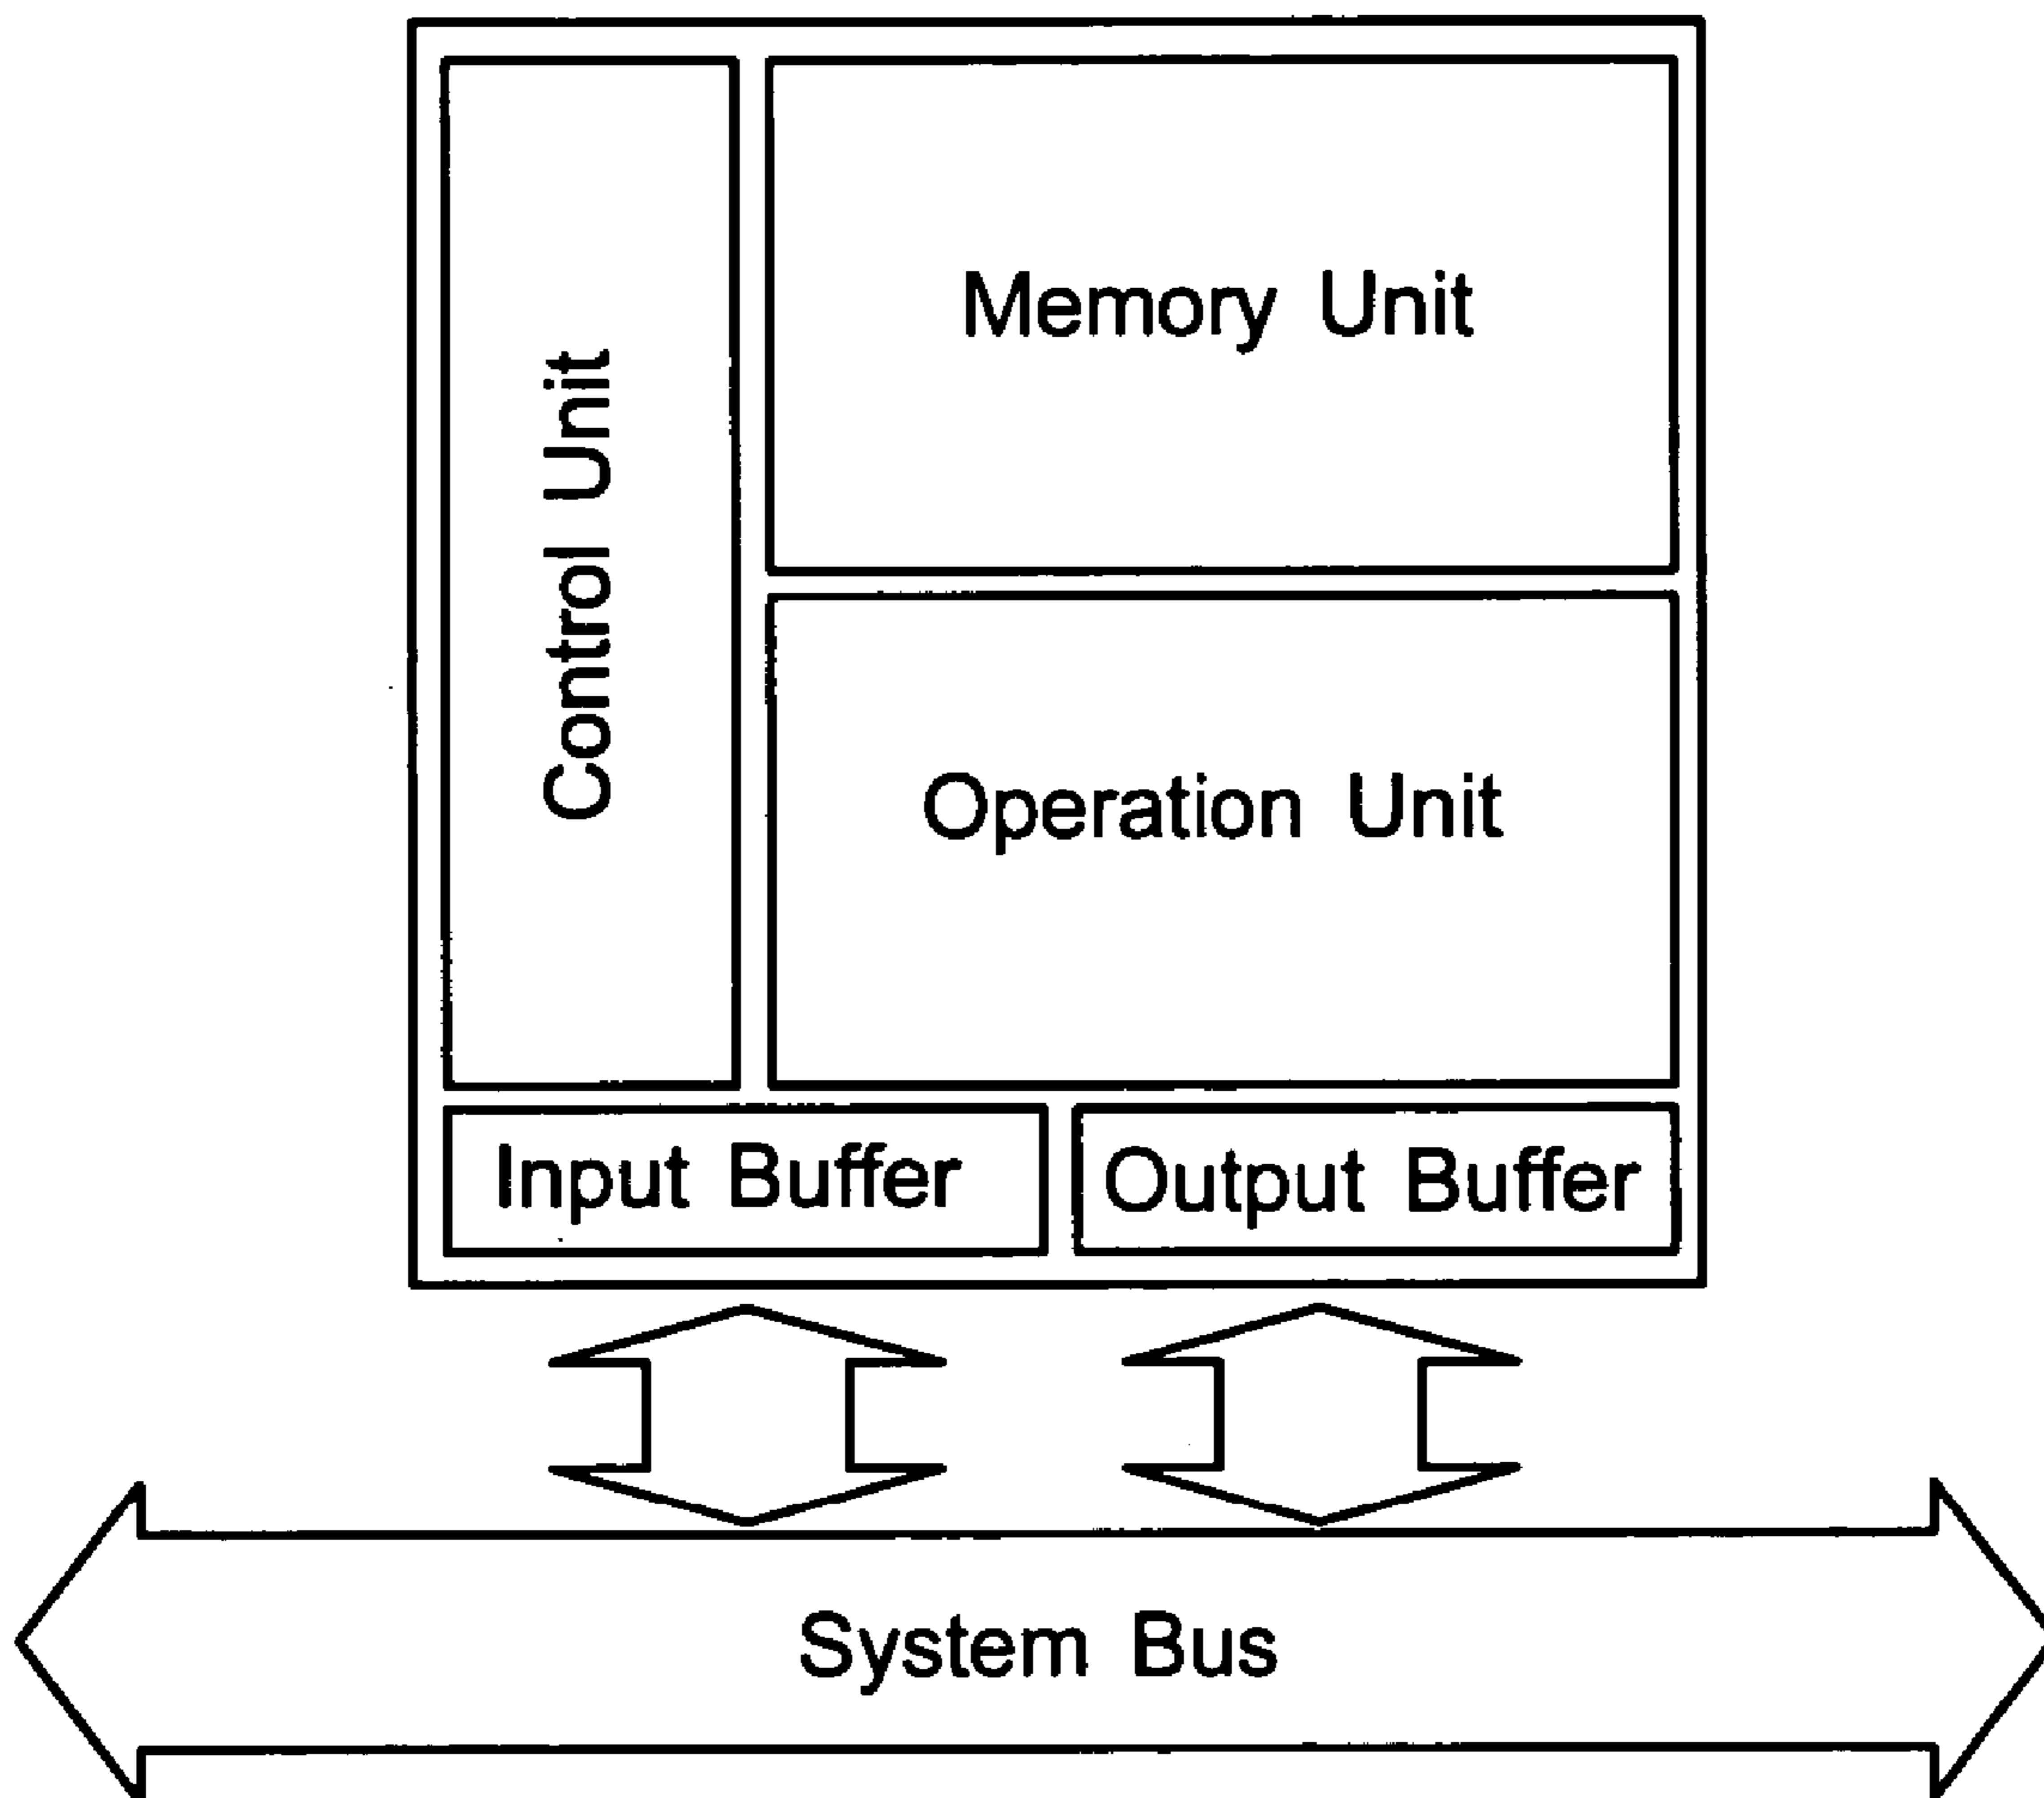 Memory Unit
Control Unit
Operation Unit
Input Buffer
Output Buffer
System Bus